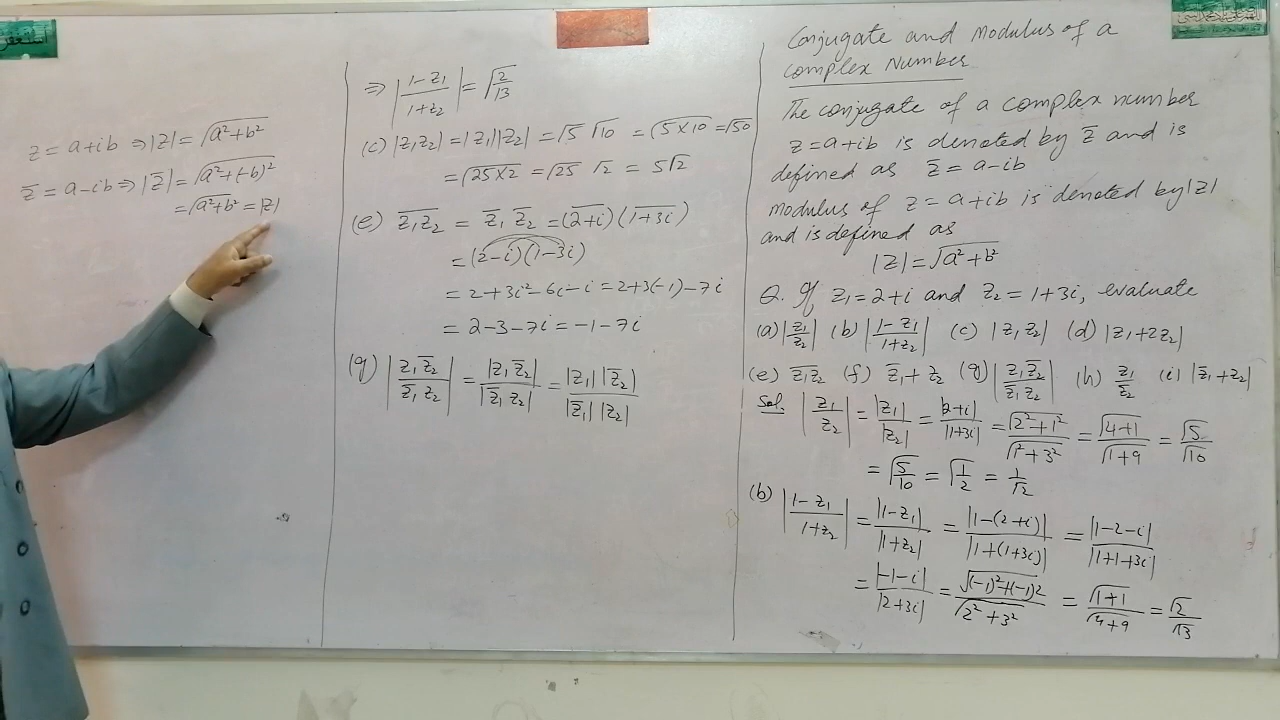 Conjugate and Modulus of a
Complex Number
The conjugate of a complex number
z = a+ib is denoted by z̅ and is
defined as z̅ = a-ib
modulus of z = a+ib is denoted by |z|
and is defined as
|z| = √(a²+b²)
Q. If z₁ = 2+i and z₂ = 1+3i, evaluate
(a) |z₁/z₂| (b) |(1-z₁)/(1+z₂)| (c) |z₁z₂| (d) |z₁+2z₂|
(e) \overline{z₁z₂} (f) z̅₁+z₂ (g) |(z₁z̅₂)/(z̅₁z₂)| (h) z₁/z̅₂ (i) |z̅₁+z₂|
Sol. |z₁/z₂| = |z₁|/|z₂| = |2+i|/|1+3i| = √(2²+1²)/√(1²+3²) = √(4+1)/√(1+9) = √5/√10
= √(5/10) = √(1/2) = 1/√2
(b) |(1-z₁)/(1+z₂)| = |1-z₁|/|1+z₂| = |1-(2+i)|/|1+(1+3i)| = |1-2-i|/|1+1+3i|
= |-1-i|/|2+3i| = √((-1)²+(-1)²)/√(2²+3²) = √(1+1)/√(4+9) = √2/√13
⇒ |(1-z₁)/(1+z₂)| = √(2/13)
(c) |z₁z₂| = |z₁||z₂| = √5 √10 = √(5×10) = √50
= √(25×2) = √25 √2 = 5√2
(e) \overline{z₁z₂} = z̅₁ z̅₂ = \overline{(2+i)} \overline{(1+3i)}
= (2-i)(1-3i)
= 2+3i²-6i-i = 2+3(-1)-7i
= 2-3-7i = -1-7i
(g) |(z₁z̅₂)/(z̅₁z₂)| = |z₁z̅₂|/|z̅₁z₂| = |z₁||z̅₂|/|z̅₁||z₂|
z = a+ib ⇒ |z| = √(a²+b²)
z̅ = a-ib ⇒ |z̅| = √(a²+(-b)²)
= √(a²+b²) = |z|